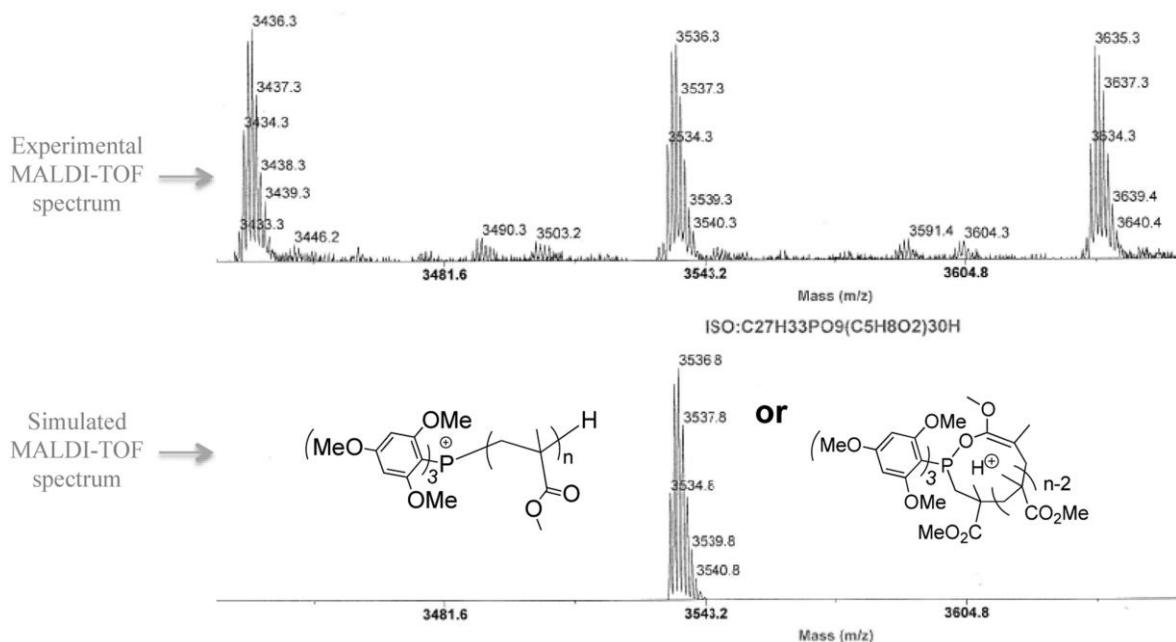 3436.3
3437.3
3434.3
3438.3
3439.3
3433.3
3446.2
3490.3
3503.2
3536.3
3537.3
3534.3
3539.3
3540.3
3591.4
3604.3
3635.3
3637.3
3634.3
3639.4
3640.4
Experimental
MALDI-TOF
spectrum
3481.6
3543.2
3604.8
Mass (m/z)
ISO:C27H33PO9(C5H8O2)30H
Simulated
MALDI-TOF
spectrum
3536.8
3537.8
3534.8
3539.8
3540.8
OMe
MeO
3
P
+
H
n
O
O
OMe
or
O
OMe
O
MeO
3
P
H
+
n-2
OMe
MeO2C
CO2Me
3481.6
3543.2
3604.8
Mass (m/z)